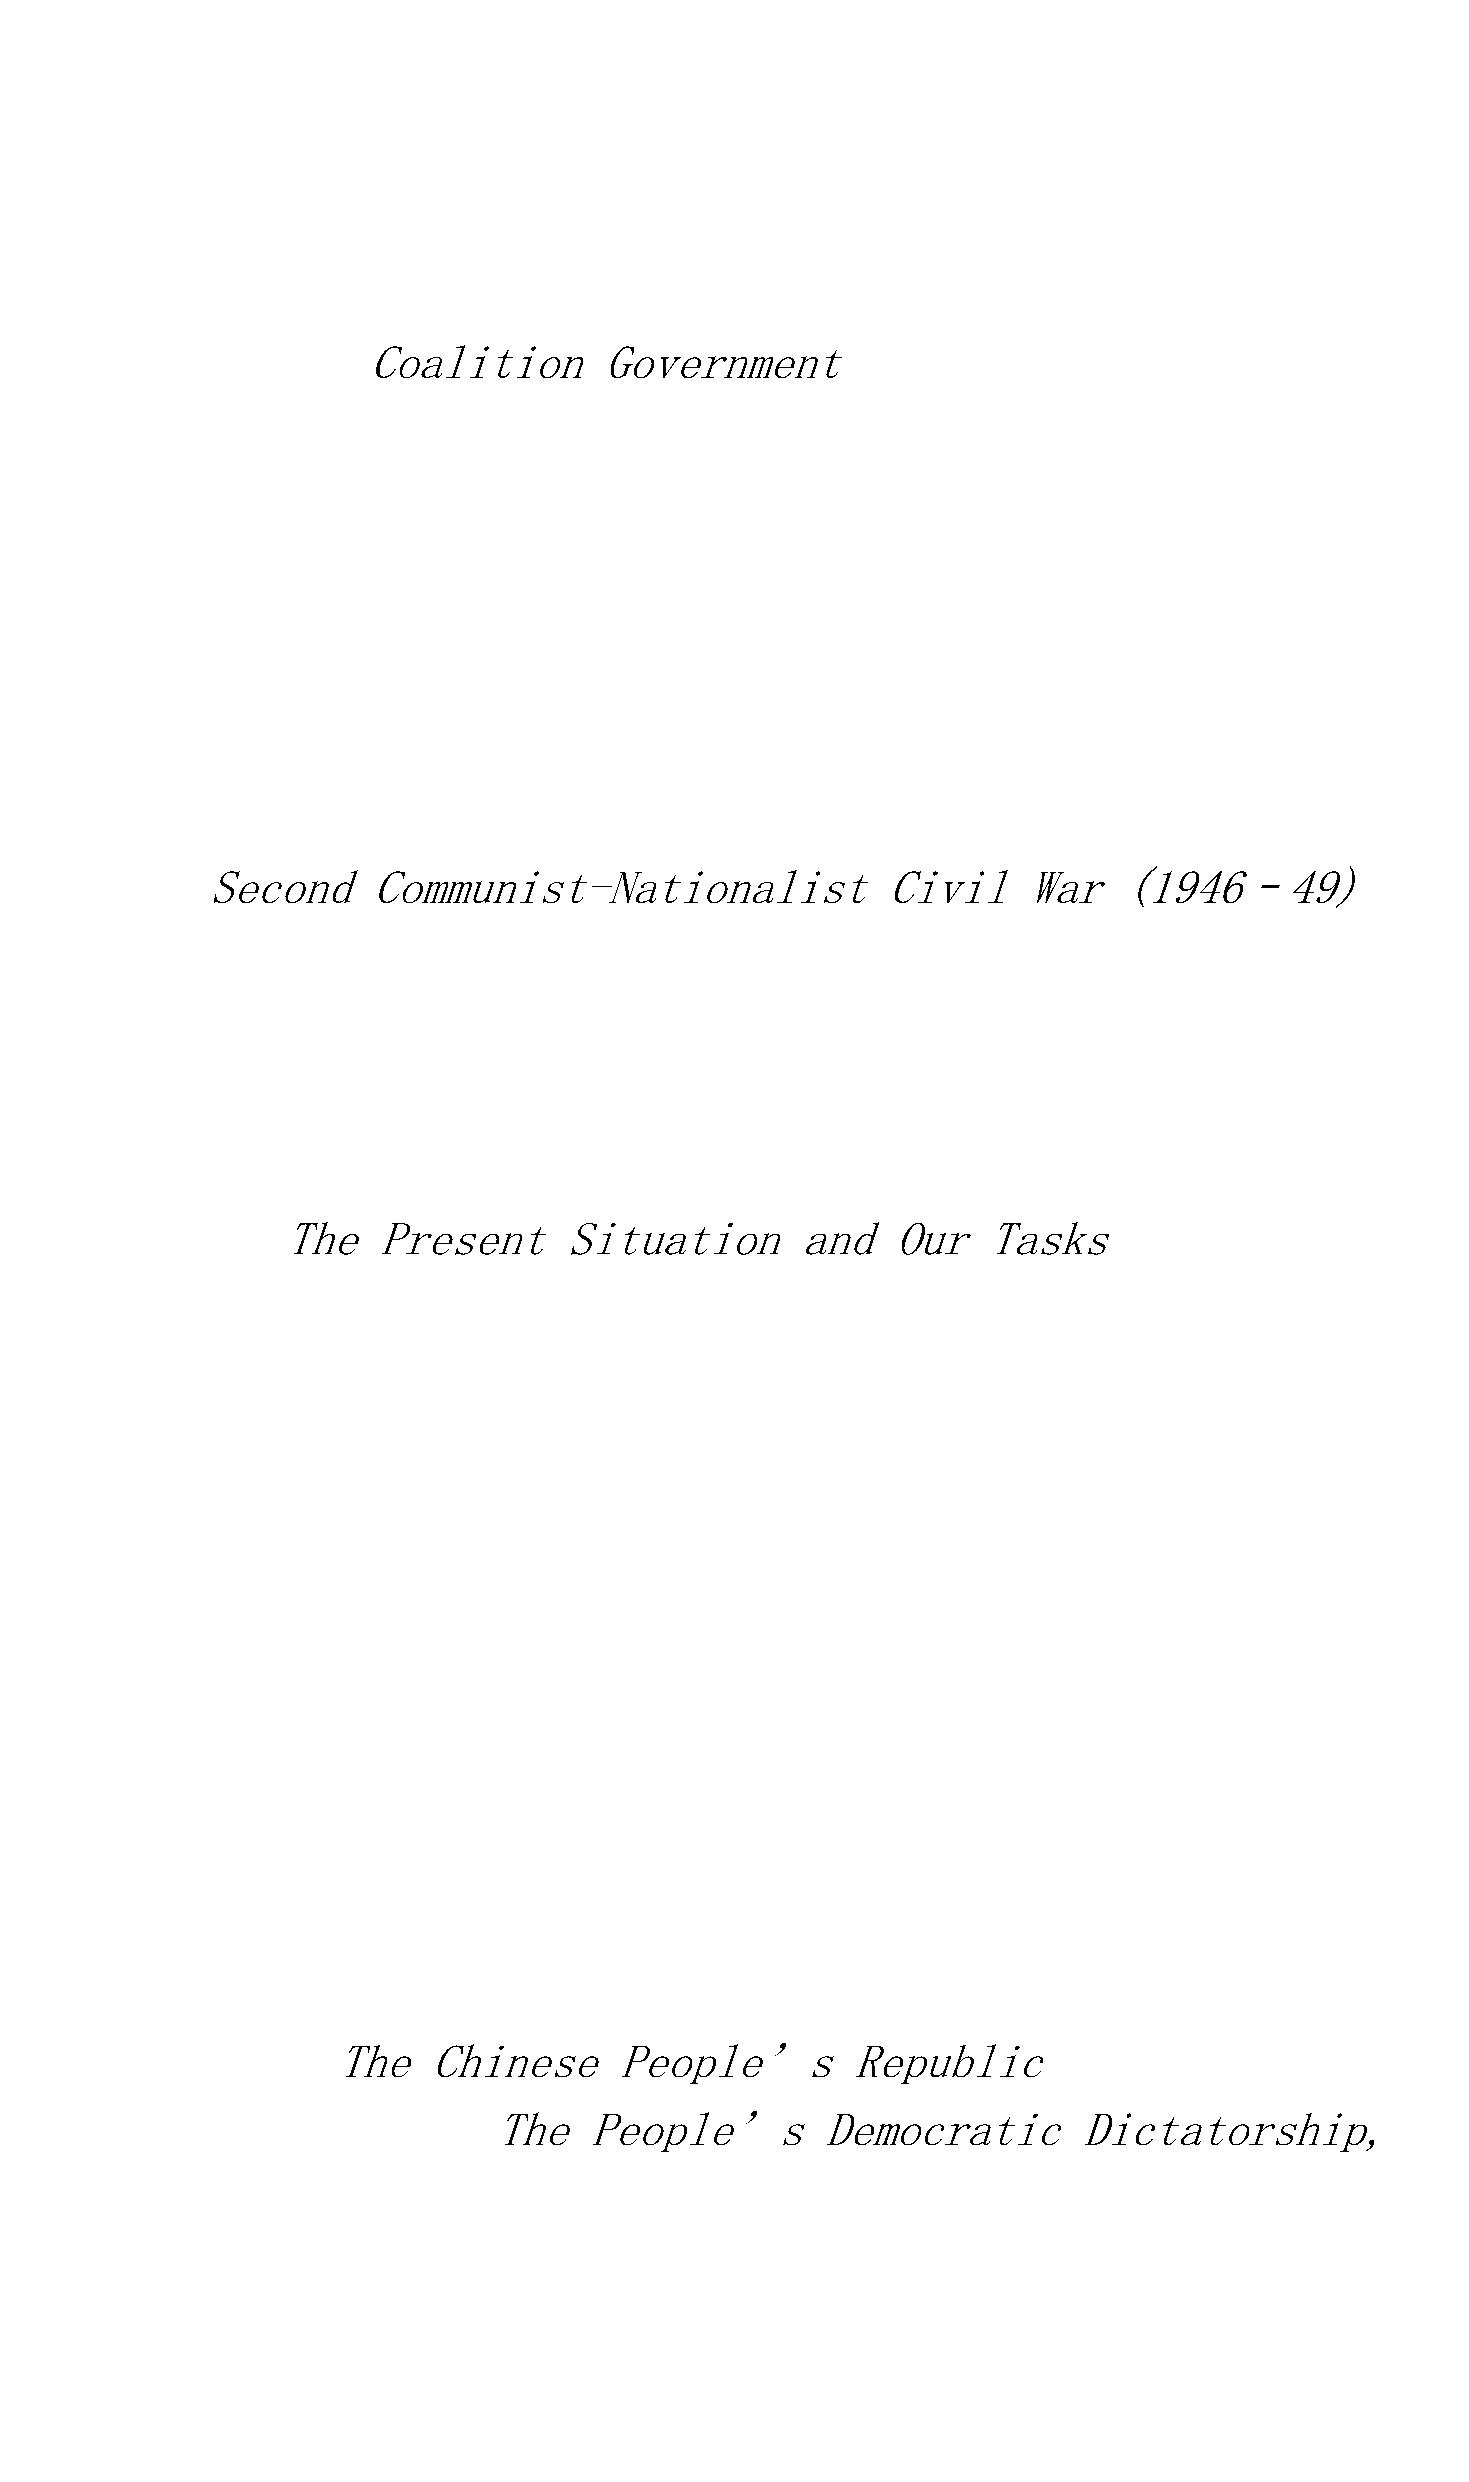 Coalition Government
Second Communist-Nationalist Civil War (1946–49)
The Present Situation and Our Tasks
The Chinese People’s Republic
The People’s Democratic Dictatorship,